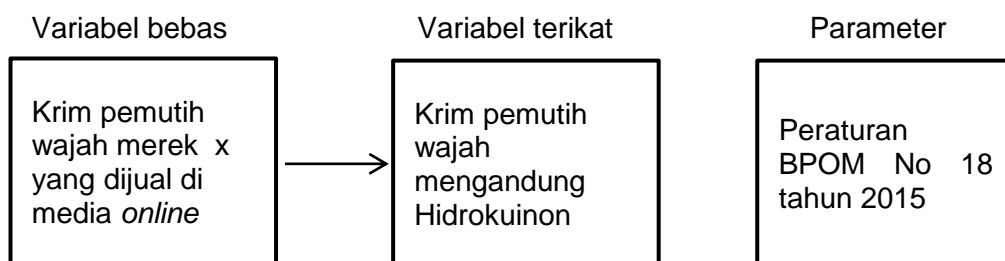 Variabel bebas
Variabel terikat
Parameter
Krim pemutih
wajah merek x
yang dijual di
media online
Krim pemutih
wajah
mengandung
Hidrokuinon
Peraturan
BPOM No 18
tahun 2015